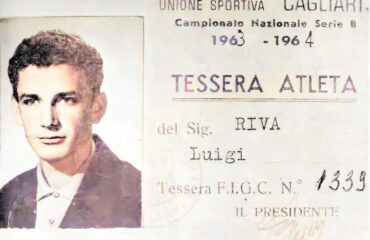 UNIONE SPORTIVA CAGLIARI
Campionato Nazionale Serie B
1963 - 1964
TESSERA ATLETA
del Sig. RIVA
Luigi
Tessera F.I.G.C. N.° 1339
IL PRESIDENTE